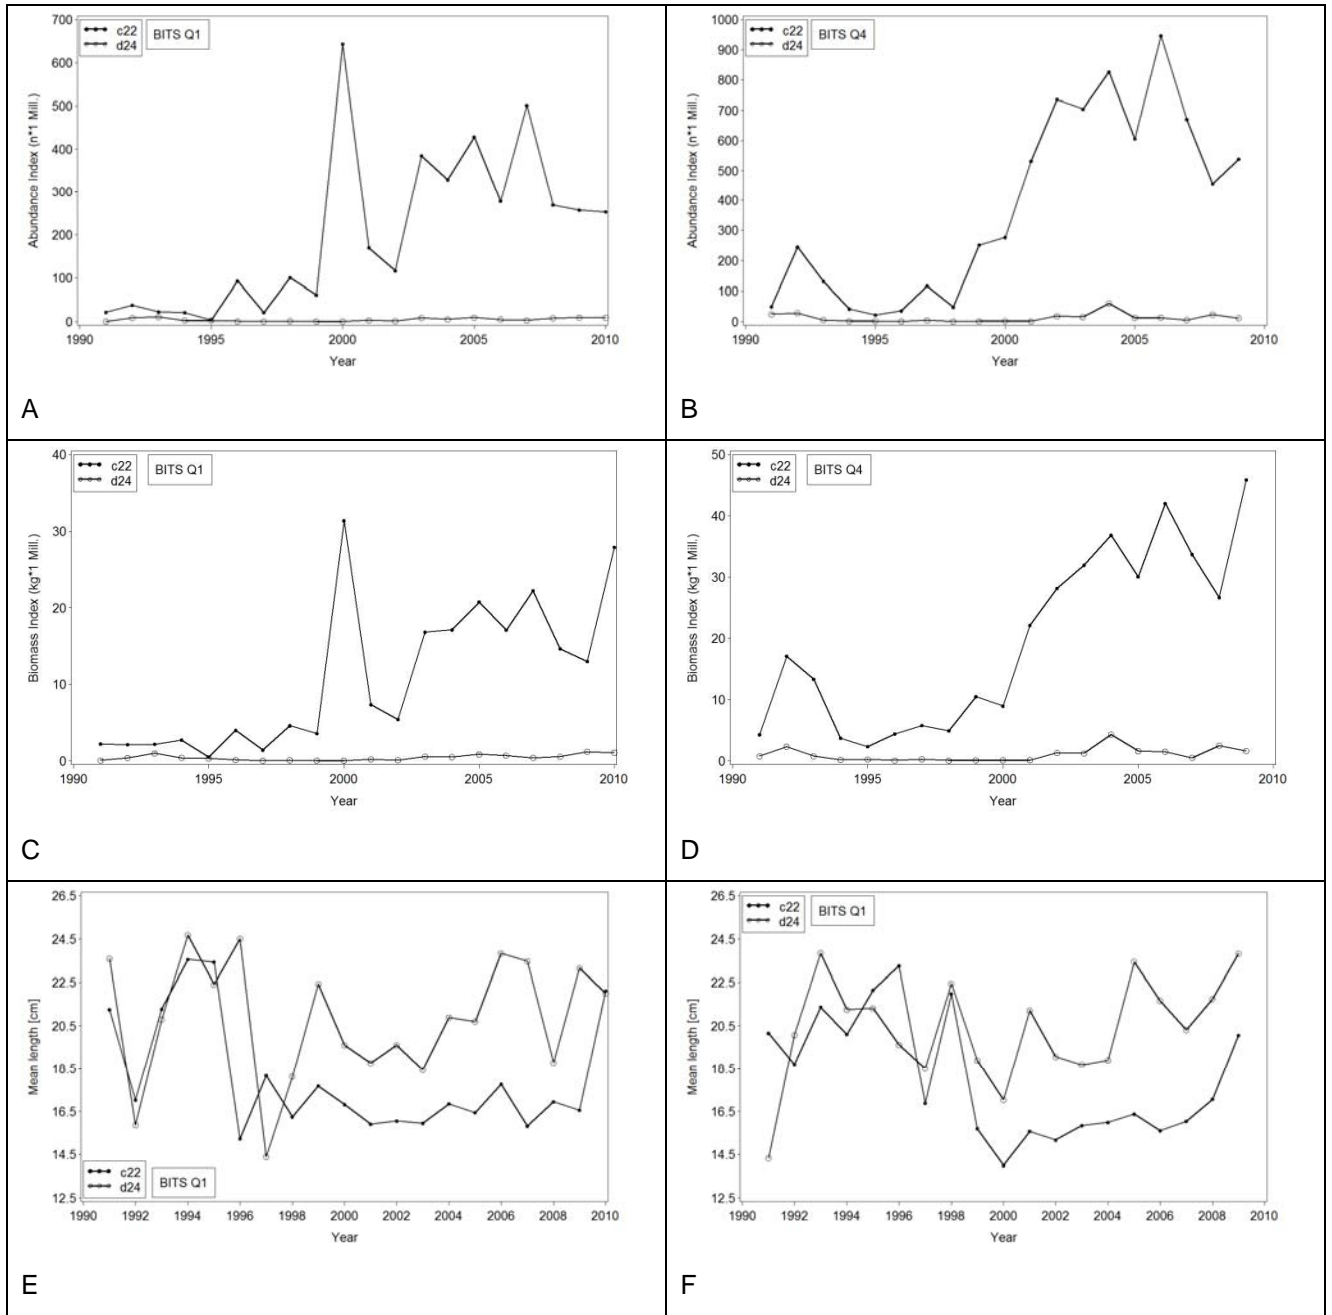 700
600
500
400
300
200
100
0
Abundance Index (n*1 Mill.)
c22
d24
BITS Q1
1990 1995 2000 2005 2010
Year
A
1000
900
800
700
600
500
400
300
200
100
0
Abundance Index (n*1 Mill.)
c22
d24
BITS Q4
1990 1995 2000 2005 2010
Year
B
40
30
20
10
0
Biomass Index (kg*1 Mill.)
c22
d24
BITS Q1
1990 1995 2000 2005 2010
Year
C
50
40
30
20
10
0
Biomass Index (kg*1 Mill.)
c22
d24
BITS Q4
1990 1995 2000 2005 2010
Year
D
26.5
24.5
22.5
20.5
18.5
16.5
14.5
12.5
Mean length [cm]
c22
d24
BITS Q1
1990 1992 1994 1996 1998 2000 2002 2004 2006 2008 2010
Year
E
26.5
24.5
22.5
20.5
18.5
16.5
14.5
12.5
Mean length [cm]
c22
d24
BITS Q1
1990 1992 1994 1996 1998 2000 2002 2004 2006 2008 2010
Year
F